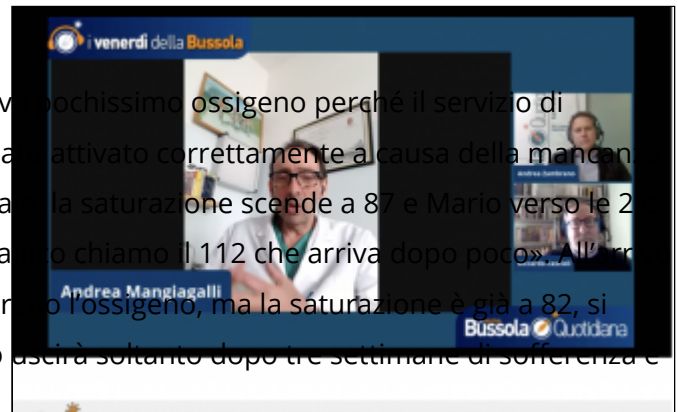 i venerdì della Bussola
pochissimo ossigeno perché il servizio di
attivato correttamente a causa della
la saturazione scende a 87 e Mario verso le 2
chiamo il 112 che arriva dopo poco». All'
Andrea Zambrano
l'ossigeno, ma la saturazione è già a 82, si
Andrea Mangiagalli
Bussola Quotidiana
uscirà soltanto dopo tre settimane di sofferenza e